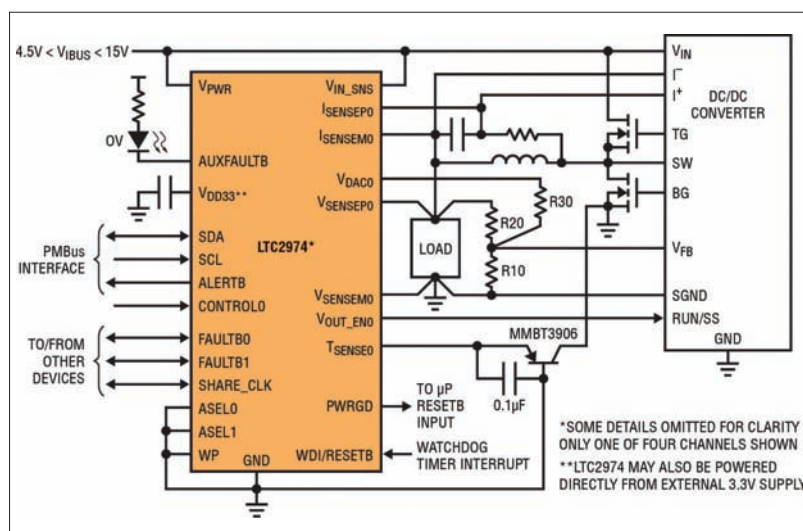 4.5V < VIBUS < 15V
VPWR
VIN_SNS
ISENSEP0
ISENSEM0
0V
AUXFAULTB
VDAC0
VDD33**
VSENSEP0
R30
R20
LOAD
R10
PMBus
INTERFACE
SDA
SCL
ALERTB
CONTROL0
LTC2974*
VSENSEM0
VOUT_EN0
TSENSE0
MMBT3906
0.1µF
TO/FROM
OTHER
DEVICES
FAULTB0
FAULTB1
SHARE_CLK
ASEL0
ASEL1
WP
GND
PWRGD
WDI/RESETB
TO µP
RESETB
INPUT
WATCHDOG
TIMER INTERRUPT
VIN
I−
I+
DC/DC
CONVERTER
TG
SW
BG
VFB
SGND
RUN/SS
GND
*SOME DETAILS OMITTED FOR CLARITY
ONLY ONE OF FOUR CHANNELS SHOWN
**LTC2974 MAY ALSO BE POWERED
DIRECTLY FROM EXTERNAL 3.3V SUPPLY